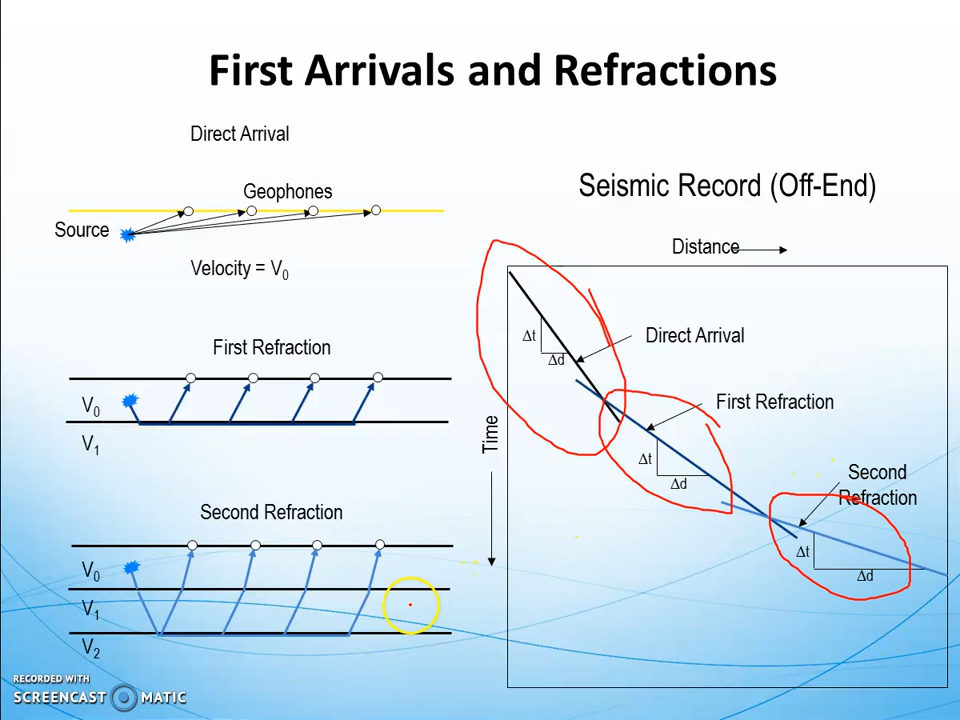 First Arrivals and Refractions
Direct Arrival
Geophones
Source
Velocity = V0
First Refraction
V0
V1
Second Refraction
V0
V1
V2
Seismic Record (Off-End)
Distance
Time
Δt
Δd
Direct Arrival
First Refraction
Δt
Δd
Second
Refraction
Δt
Δd
RECORDED WITH
SCREENCAST MATIC